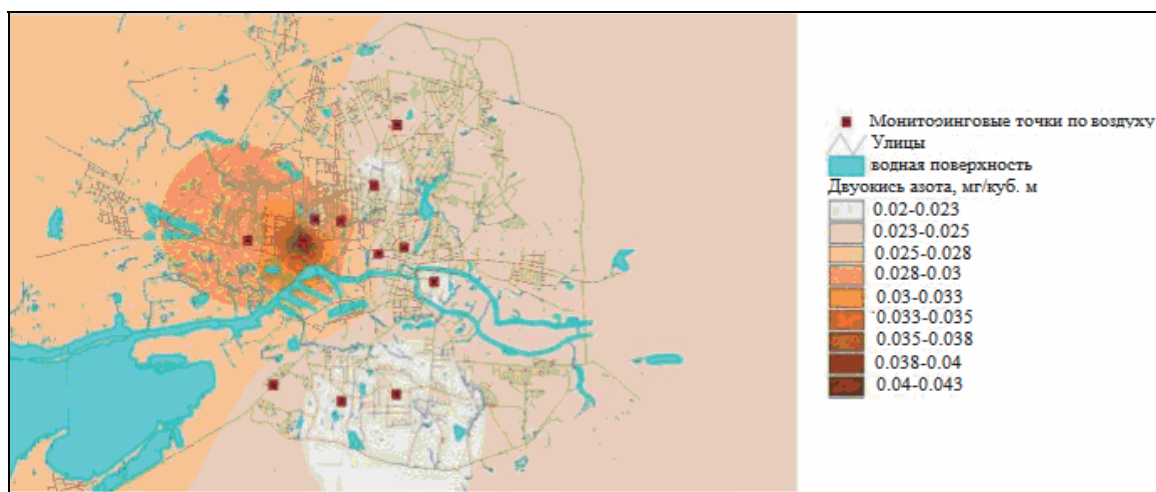 Мониторинговые точки по воздуху
Улицы
водная поверхность
Двуокись азота, мг/куб. м
0.02-0.023
0.023-0.025
0.025-0.028
0.028-0.03
0.03-0.033
0.033-0.035
0.035-0.038
0.038-0.04
0.04-0.043